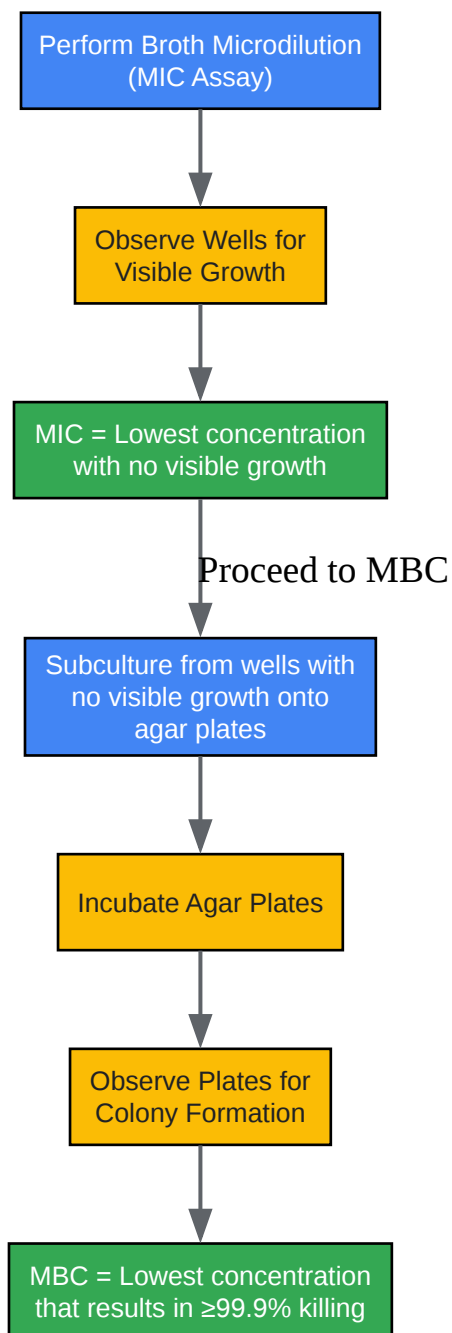 Perform Broth Microdilution
(MIC Assay)
Observe Wells for
Visible Growth
MIC = Lowest concentration
with no visible growth
Proceed to MBC
Subculture from wells with
no visible growth onto
agar plates
Incubate Agar Plates
Observe Plates for
Colony Formation
MBC = Lowest concentration
that results in ≥99.9% killing